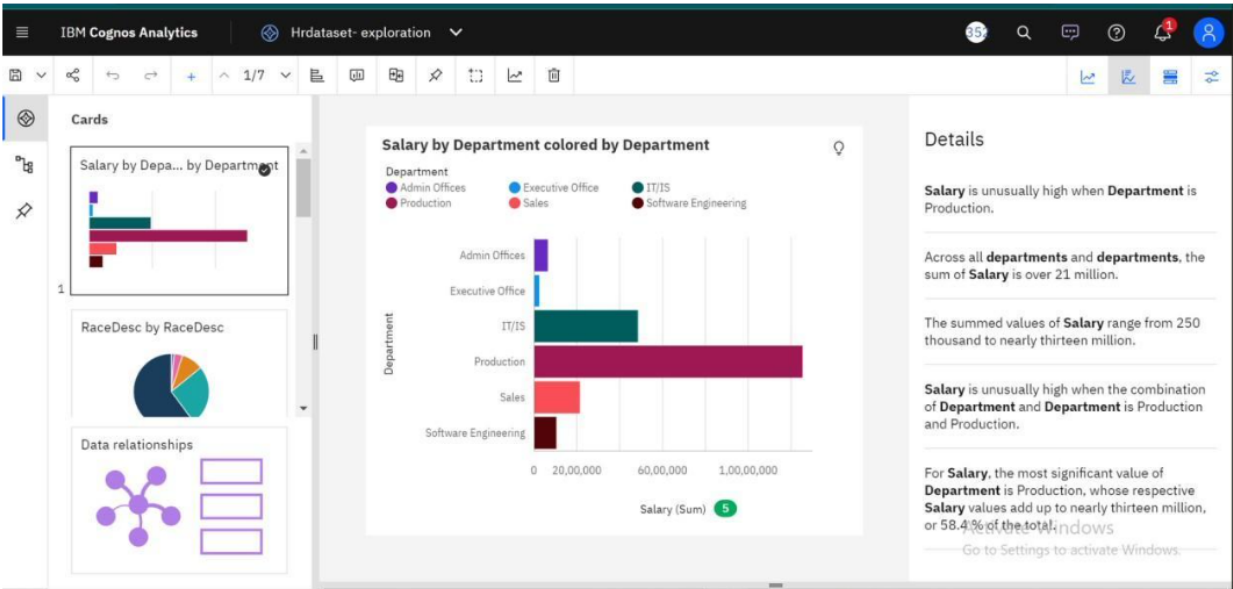 IBM Cognos Analytics
Hrdataset- exploration
352
1
1/7
Cards
Salary by Depa... by Department
1
RaceDesc by RaceDesc
Data relationships
Salary by Department colored by Department
Department
Admin Offices
Executive Office
IT/IS
Production
Sales
Software Engineering
Department
Admin Offices
Executive Office
IT/IS
Production
Sales
Software Engineering
0 20,00,000 60,00,000 1,00,00,000
Salary (Sum) 5
Details
Salary is unusually high when Department is
Production.
Across all departments and departments, the
sum of Salary is over 21 million.
The summed values of Salary range from 250
thousand to nearly thirteen million.
Salary is unusually high when the combination
of Department and Department is Production
and Production.
For Salary, the most significant value of
Department is Production, whose respective
Salary values add up to nearly thirteen million,
or 58.4 % of the total.
Activate Windows
Go to Settings to activate Windows.